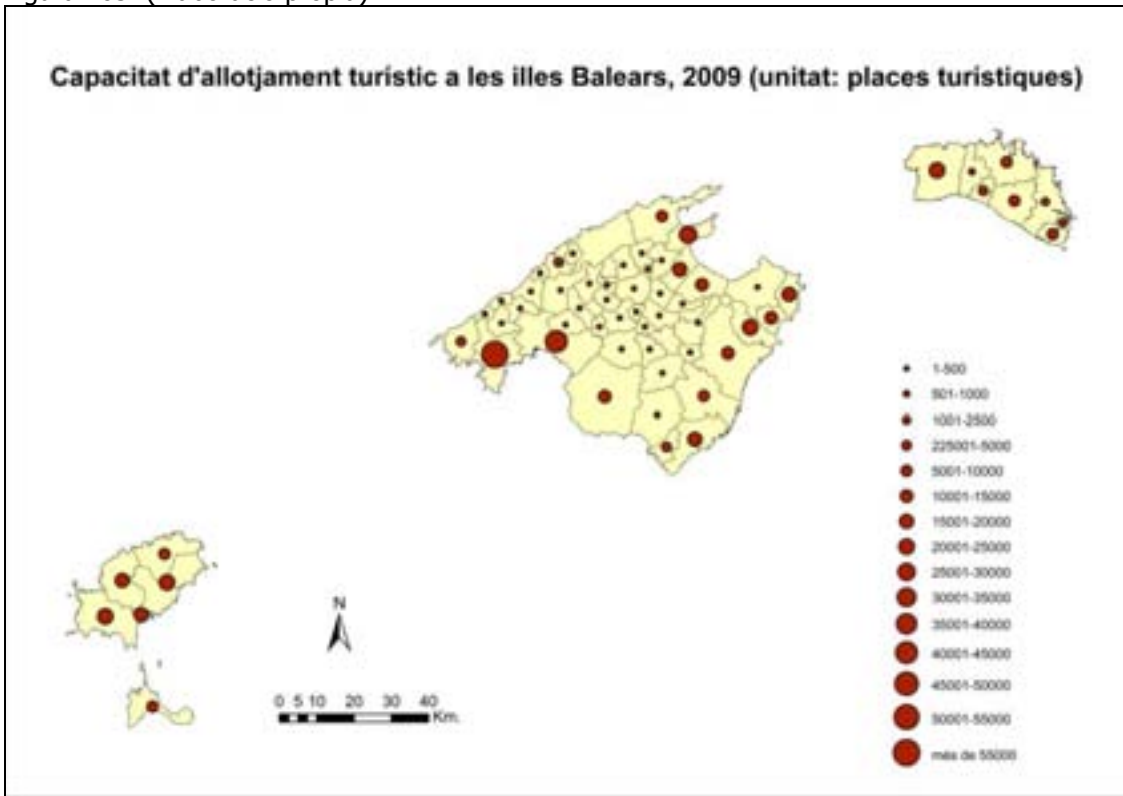 Capacitat d'allotjament turístic a les illes Balears, 2009 (unitat: places turístiques)
1-500
501-1000
1001-2500
225001-5000
5001-10000
10001-15000
15001-20000
20001-25000
25001-30000
30001-35000
35001-40000
40001-45000
45001-50000
50001-55000
més de 55000
N
0 5 10 20 30 40
Km.